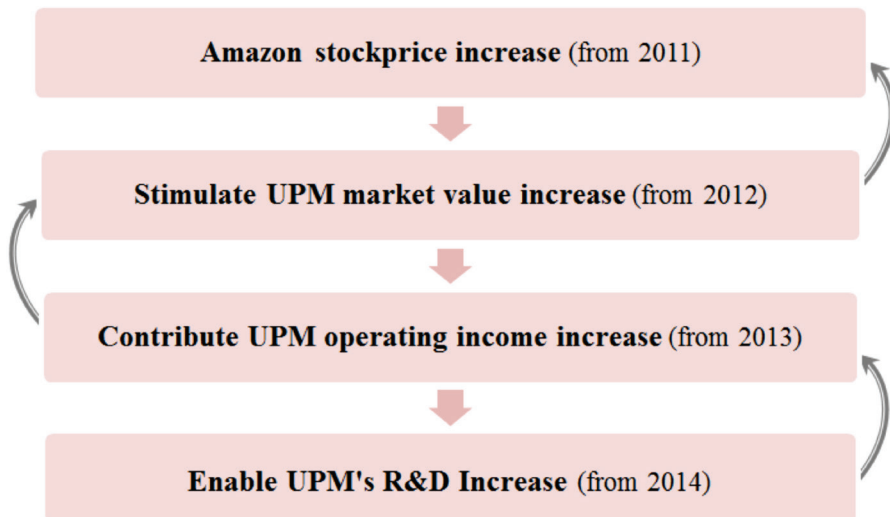 Amazon stockprice increase (from 2011)
Stimulate UPM market value increase (from 2012)
Contribute UPM operating income increase (from 2013)
Enable UPM's R&D Increase (from 2014)